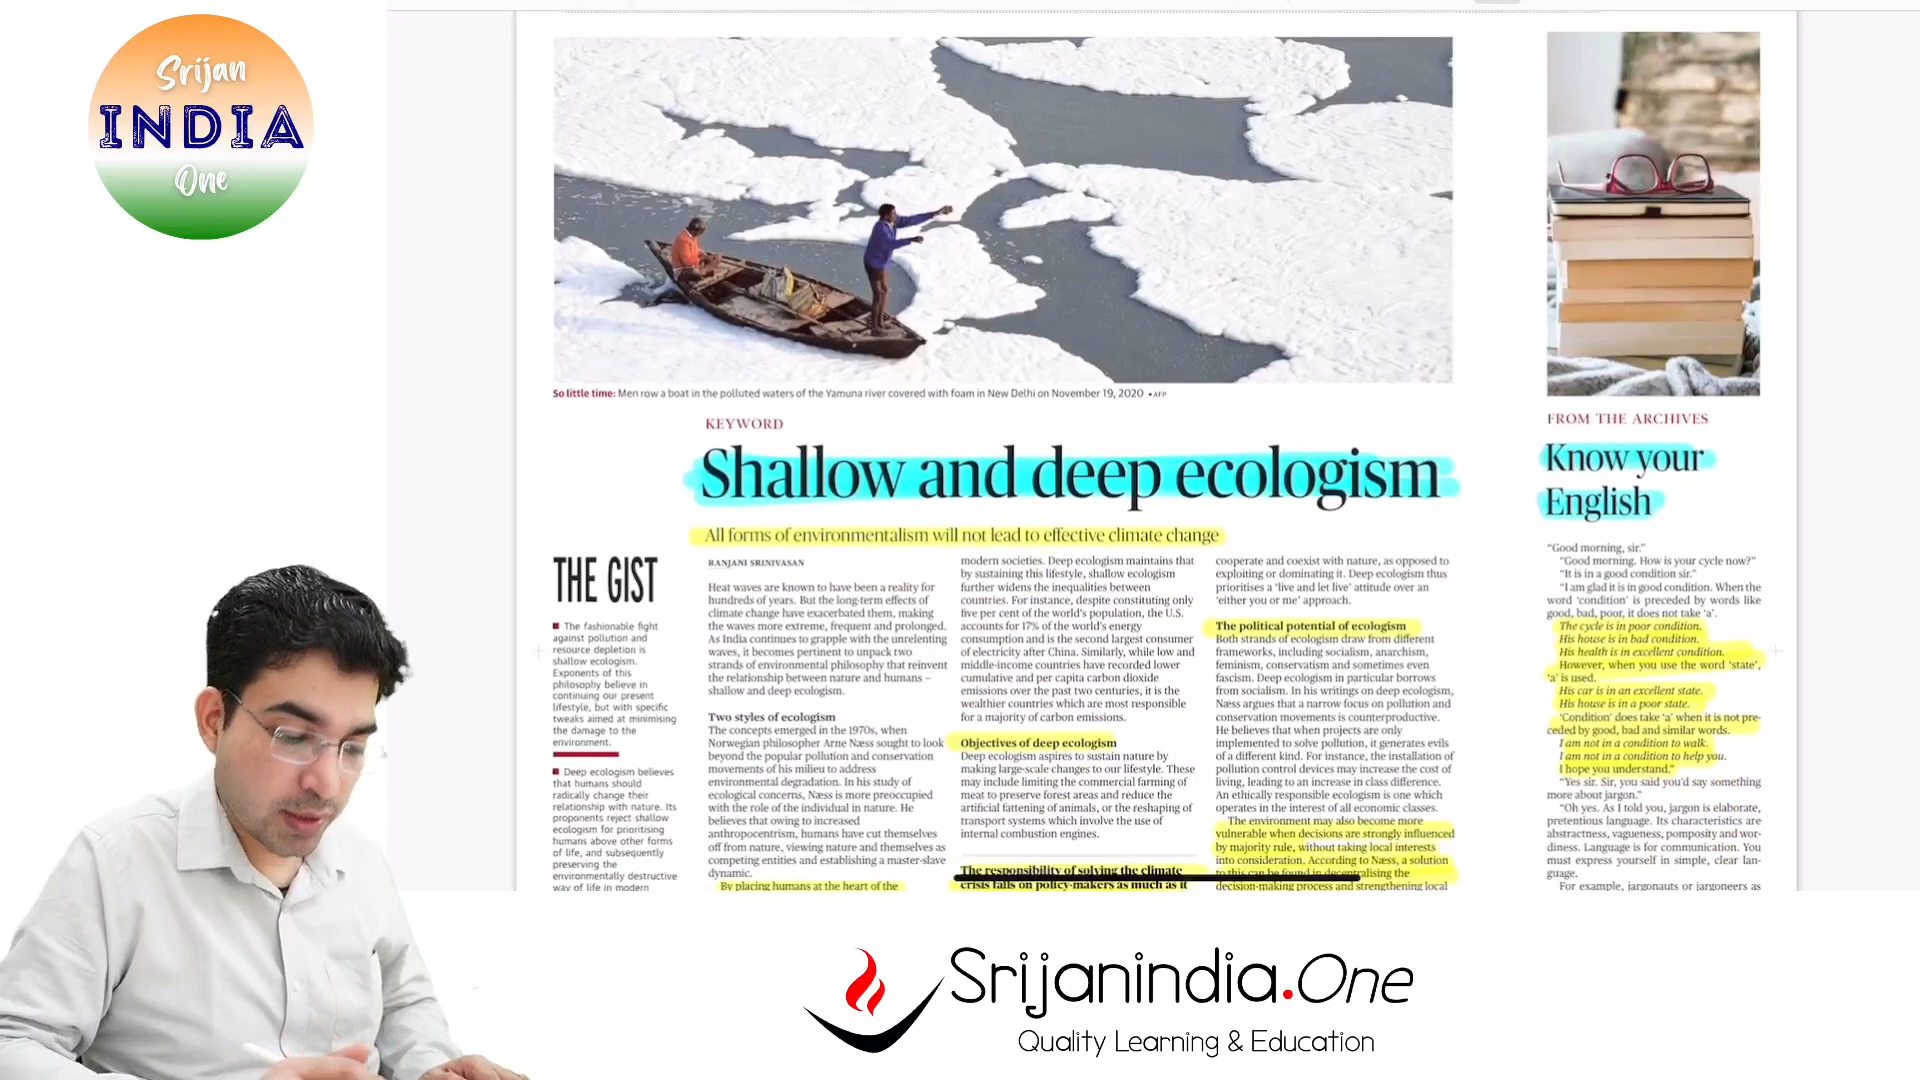 Srijan
INDIA
One
So little time: Men row a boat in the polluted waters of the Yamuna river covered with foam in New Delhi on November 19, 2020 • AFP
KEYWORD
Shallow and deep ecologism
All forms of environmentalism will not lead to effective climate change
THE GIST
■ The fashionable fight
against pollution and
resource depletion is
shallow ecologism.
Exponents of this
philosophy believe in
continuing our present
lifestyle, but with specific
tweaks aimed at minimising
the damage to the
environment.
■ Deep ecologism believes
that humans should
radically change their
relationship with nature. Its
proponents reject shallow
ecologism for prioritising
humans above other forms
of life, and subsequently
preserving the
environmentally destructive
way of life in modern
RANJANI SRINIVASAN
Heat waves are known to have been a reality for
hundreds of years. But the long-term effects of
climate change have exacerbated them, making
the waves more extreme, frequent and prolonged.
As India continues to grapple with the unrelenting
waves, it becomes pertinent to unpack two
strands of environmental philosophy that reinvent
the relationship between nature and humans –
shallow and deep ecologism.
Two styles of ecologism
The concepts emerged in the 1970s, when
Norwegian philosopher Arne Næss sought to look
beyond the popular pollution and conservation
movements of his milieu to address
environmental degradation. In his study of
ecological concerns, Næss is more preoccupied
with the role of the individual in nature. He
believes that owing to increased
anthropocentrism, humans have cut themselves
off from nature, viewing nature and themselves as
competing entities and establishing a master-slave
dynamic.
By placing humans at the heart of the
modern societies. Deep ecologism maintains that
by sustaining this lifestyle, shallow ecologism
further widens the inequalities between
countries. For instance, despite constituting only
five per cent of the world's population, the U.S.
accounts for 17% of the world's energy
consumption and is the second largest consumer
of electricity after China. Similarly, while low and
middle-income countries have recorded lower
cumulative and per capita carbon dioxide
emissions over the past two centuries, it is the
wealthier countries which are most responsible
for a majority of carbon emissions.
Objectives of deep ecologism
Deep ecologism aspires to sustain nature by
making large-scale changes to our lifestyle. These
may include limiting the commercial farming of
meat to preserve forest areas and reduce the
artificial fattening of animals, or the reshaping of
transport systems which involve the use of
internal combustion engines.
The responsibility of solving the climate
crisis falls on policy-makers as much as it
cooperate and coexist with nature, as opposed to
exploiting or dominating it. Deep ecologism thus
prioritises a 'live and let live' attitude over an
'either you or me' approach.
The political potential of ecologism
Both strands of ecologism draw from different
frameworks, including socialism, anarchism,
feminism, conservatism and sometimes even
fascism. Deep ecologism in particular borrows
from socialism. In his writings on deep ecologism,
Næss argues that a narrow focus on pollution and
conservation movements is counterproductive.
He believes that when projects are only
implemented to solve pollution, it generates evils
of a different kind. For instance, the installation of
pollution control devices may increase the cost of
living, leading to an increase in class difference.
An ethically responsible ecologism is one which
operates in the interest of all economic classes.
The environment may also become more
vulnerable when decisions are strongly influenced
by majority rule, without taking local interests
into consideration. According to Næss, a solution
to this can be found in decentralising the
decision-making process and strengthening local
FROM THE ARCHIVES
Know your
English
"Good morning, sir."
"Good morning. How is your cycle now?"
"It is in a good condition sir."
"I am glad it is in good condition. When the
word 'condition' is preceded by words like
good, bad, poor, it does not take 'a'.
The cycle is in poor condition.
His house is in bad condition.
His health is in excellent condition.
However, when you use the word 'state',
'a' is used.
His car is in an excellent state.
His house is in a poor state.
'Condition' does take 'a' when it is not pre-
ceded by good, bad and similar words.
I am not in a condition to walk.
I am not in a condition to help you.
I hope you understand."
"Yes sir. Sir, you said you'd say something
more about jargon."
"Oh yes. As I told you, jargon is elaborate,
pretentious language. Its characteristics are
abstractness, vagueness, pomposity and wor-
diness. Language is for communication. You
must express yourself in simple, clear lan-
guage.
For example, jargonauts or jargoneers as
Srijanindia.One
Quality Learning & Education